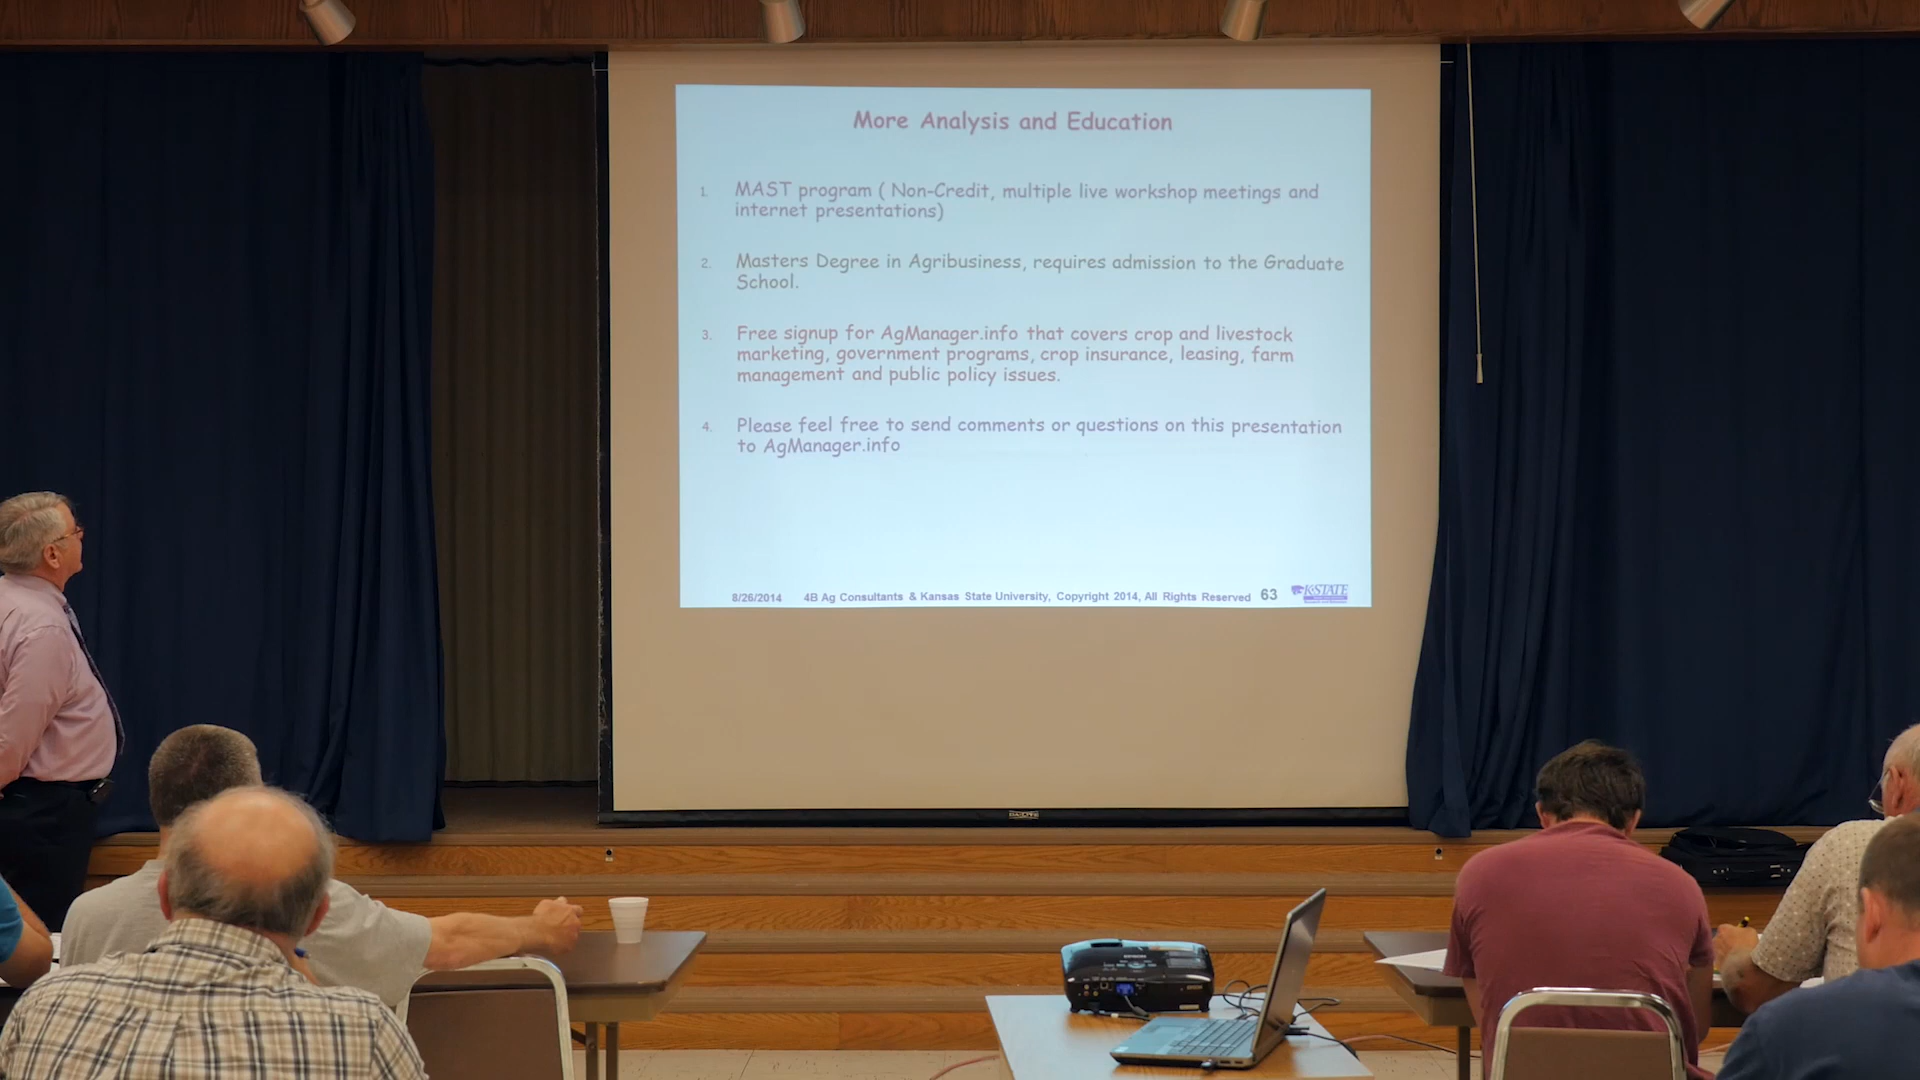 More Analysis and Education
1. MAST program ( Non-Credit, multiple live workshop meetings and
internet presentations)
2. Masters Degree in Agribusiness, requires admission to the Graduate
School.
3. Free signup for AgManager.info that covers crop and livestock
marketing, government programs, crop insurance, leasing, farm
management and public policy issues.
4. Please feel free to send comments or questions on this presentation
to AgManager.info
8/26/2014 4B Ag Consultants & Kansas State University, Copyright 2014, All Rights Reserved 63 K-STATE
DA-LITE
EPSON